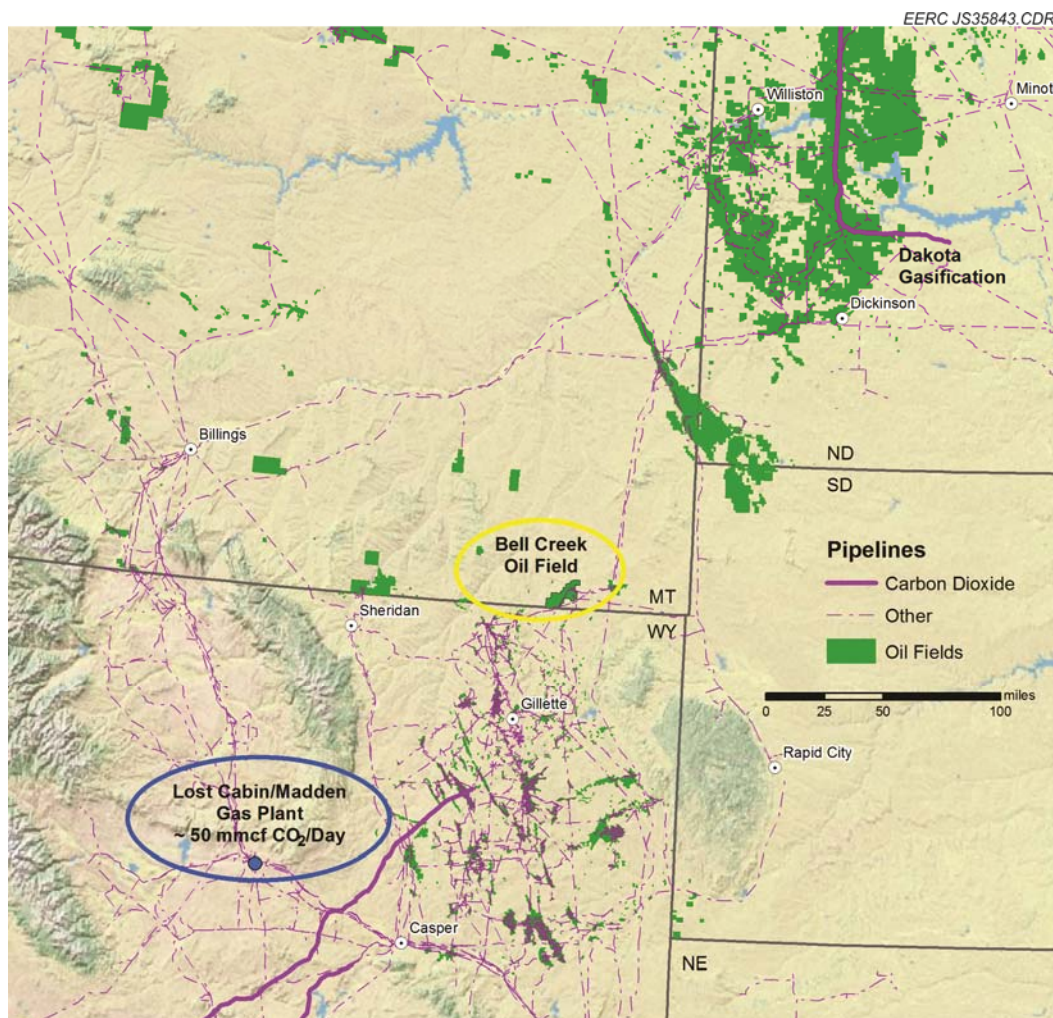 EERC JS35843.CDR
Williston
Minot
Dakota
Gasification
Dickinson
Billings
ND
SD
Bell Creek
Oil Field
Pipelines
Carbon Dioxide
Other
Oil Fields
MT
WY
Sheridan
miles
0 25 50 100
Gillette
Rapid City
Lost Cabin/Madden
Gas Plant
~ 50 mmcf CO₂/Day
Casper
NE